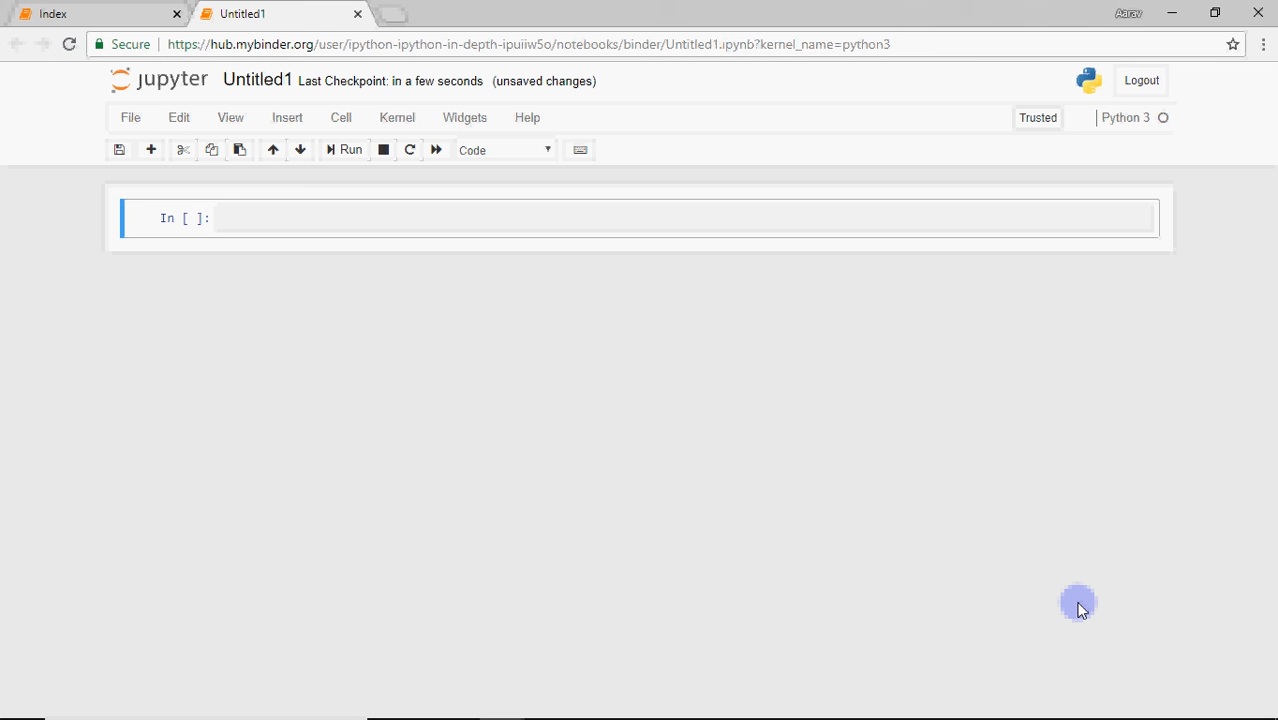 Index Untitled1 Aarav
Secure https://hub.mybinder.org/user/ipython-ipython-in-depth-ipuiiw5o/notebooks/binder/Untitled1.ipynb?kernel_name=python3
jupyter Untitled1 Last Checkpoint: in a few seconds (unsaved changes) Logout
File Edit View Insert Cell Kernel Widgets Help Trusted Python 3
Run Code
In [ ]: